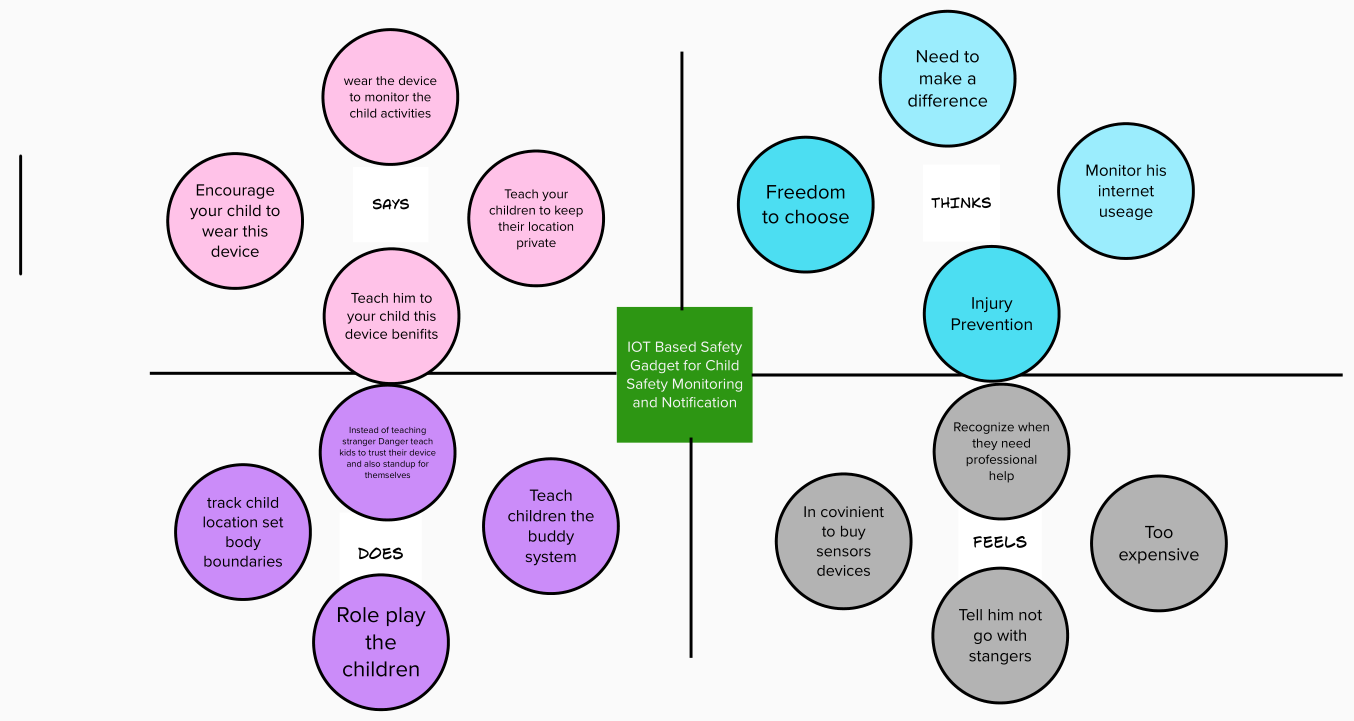 wear the device
to monitor the
child activities
Encourage
your child to
wear this
device
SAYS
Teach your
children to keep
their location
private
Teach him to
your child this
device benifits
Need to
make a
difference
Freedom
to choose
THINKS
Monitor his
internet
useage
Injury
Prevention
IOT Based Safety
Gadget for Child
Safety Monitoring
and Notification
Instead of teaching
stranger Danger teach
kids to trust their device
and also standup for
themselves
track child
location set
body
boundaries
DOES
Teach
children the
buddy
system
Role play
the
children
Recognize when
they need
professional
help
In covinient
to buy
sensors
devices
FEELS
Too
expensive
Tell him not
go with
stangers